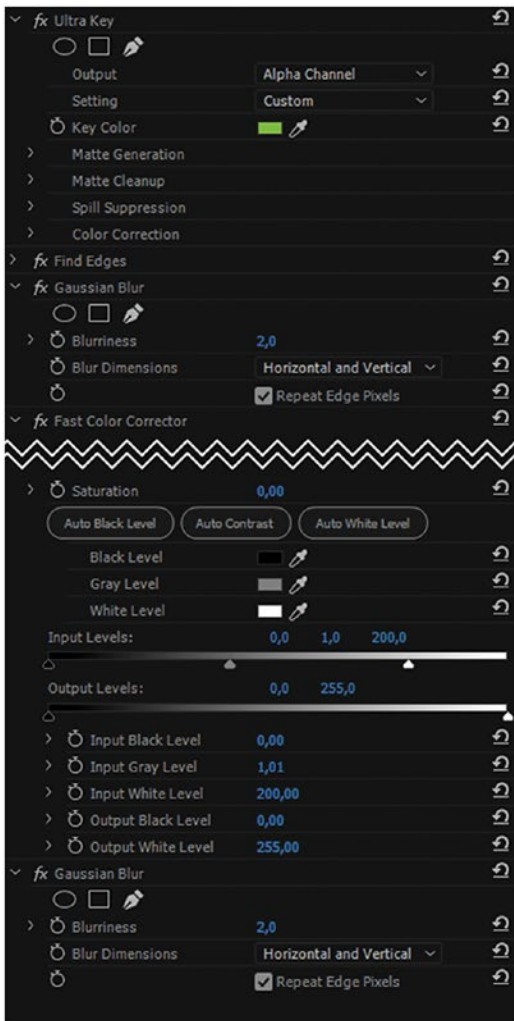 fx Ultra Key
Output Alpha Channel
Setting Custom
Key Color
Matte Generation
Matte Cleanup
Spill Suppression
Color Correction
fx Find Edges
fx Gaussian Blur
Blurriness 2,0
Blur Dimensions Horizontal and Vertical
Repeat Edge Pixels
fx Fast Color Corrector
Saturation 0,00
Auto Black Level Auto Contrast Auto White Level
Black Level
Gray Level
White Level
Input Levels: 0,0 1,0 200,0
Output Levels: 0,0 255,0
Input Black Level 0,00
Input Gray Level 1,01
Input White Level 200,00
Output Black Level 0,00
Output White Level 255,00
fx Gaussian Blur
Blurriness 2,0
Blur Dimensions Horizontal and Vertical
Repeat Edge Pixels